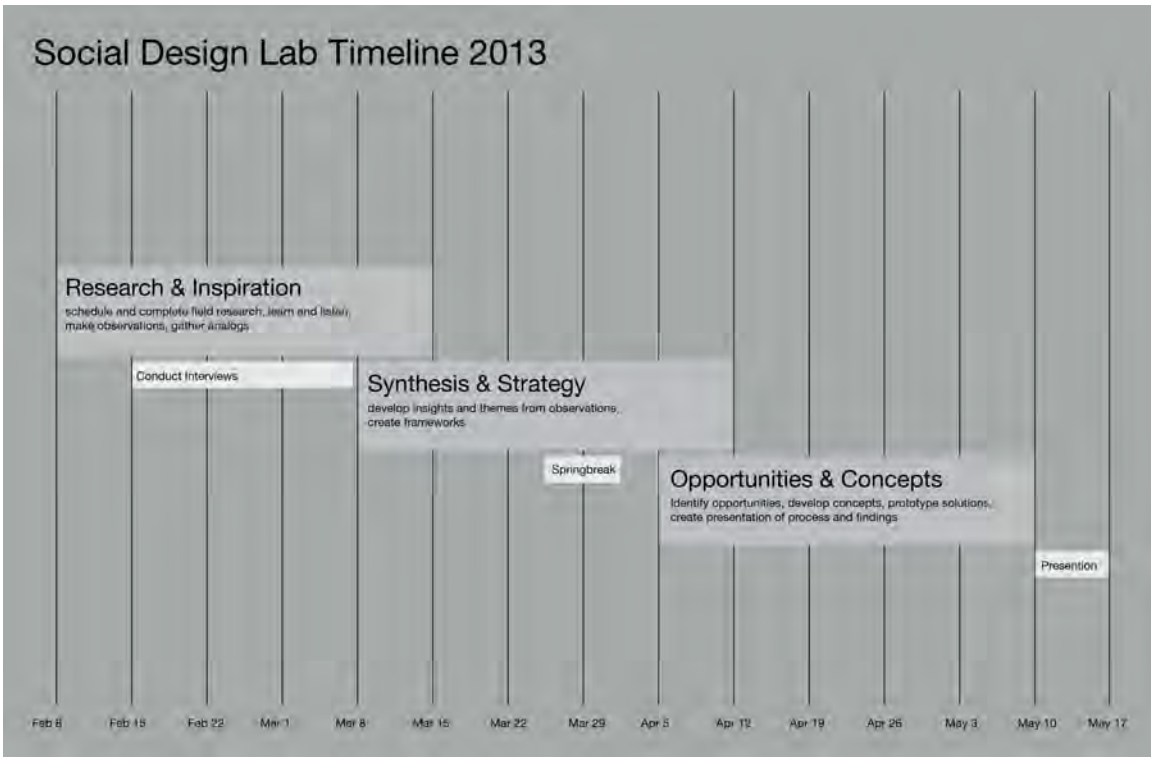 Social Design Lab Timeline 2013
Research & Inspiration
schedule and complete field research, learn and listen,
make observations, gather analogs
Conduct Interviews
Synthesis & Strategy
develop insights and themes from observations,
create frameworks
Springbreak
Opportunities & Concepts
Identify opportunities, develop concepts, prototype solutions,
create presentation of process and findings
Presention
Feb 8 Feb 15 Feb 22 Mar 1 Mar 8 Mar 15 Mar 22 Mar 29 Apr 5 Apr 12 Apr 19 Apr 26 May 3 May 10 May 17